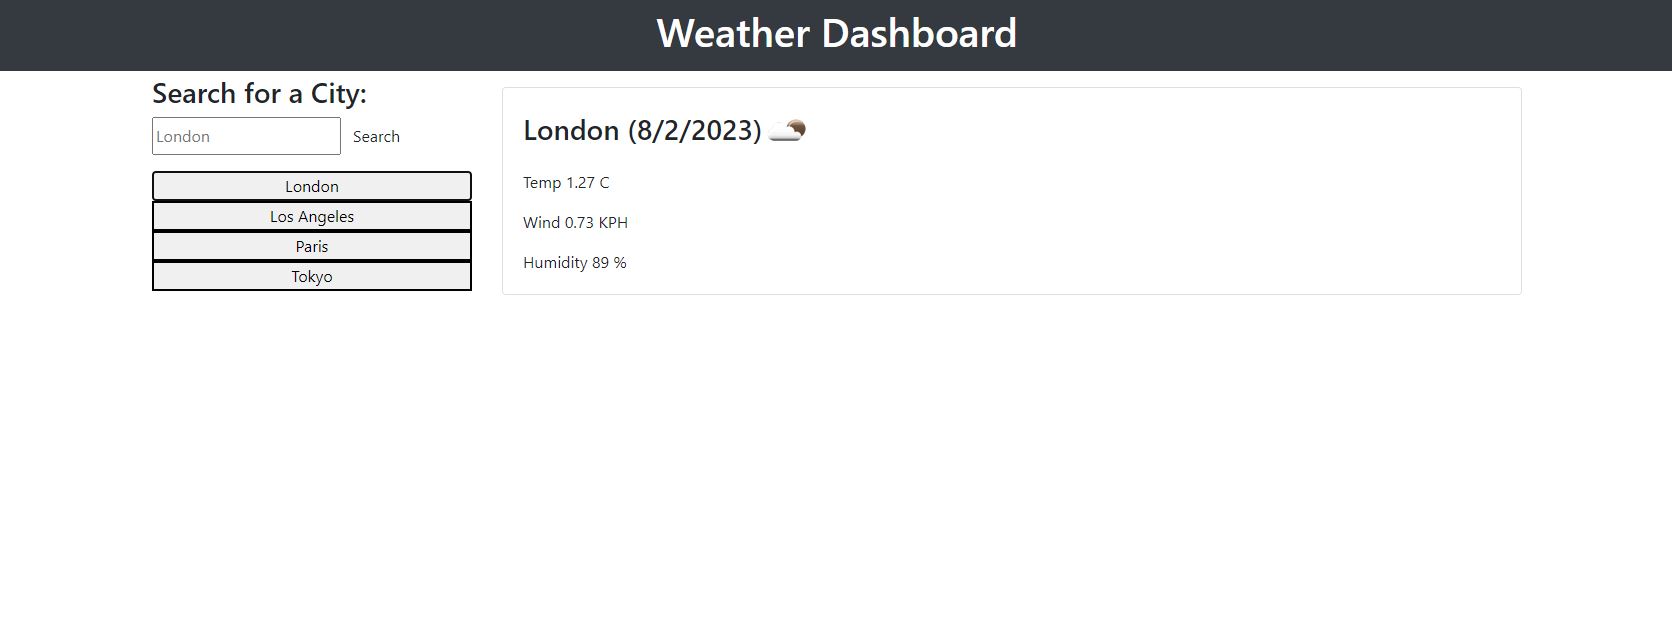 Weather Dashboard
Search for a City:
London
Search
London
Los Angeles
Paris
Tokyo
London (8/2/2023)
Temp 1.27 C
Wind 0.73 KPH
Humidity 89 %